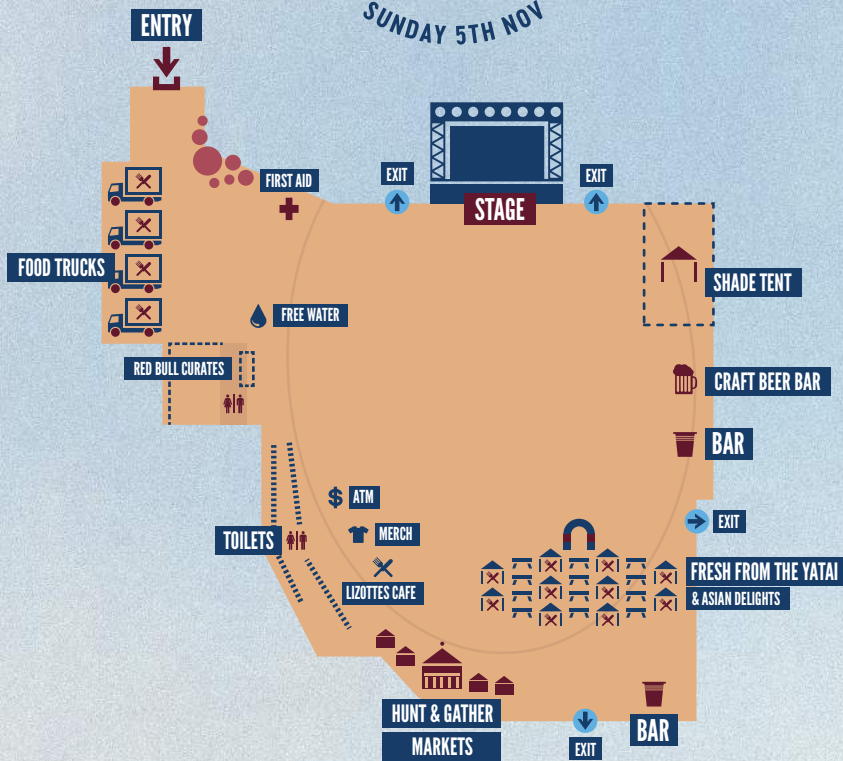 SUNDAY 5TH NOV
ENTRY
FIRST AID
EXIT
EXIT
STAGE
FOOD TRUCKS
SHADE TENT
FREE WATER
RED BULL CURATES
CRAFT BEER BAR
BAR
$ ATM
EXIT
MERCH
TOILETS
FRESH FROM THE YATAI
& ASIAN DELIGHTS
LIZOTTES CAFE
HUNT & GATHER
MARKETS
EXIT
BAR